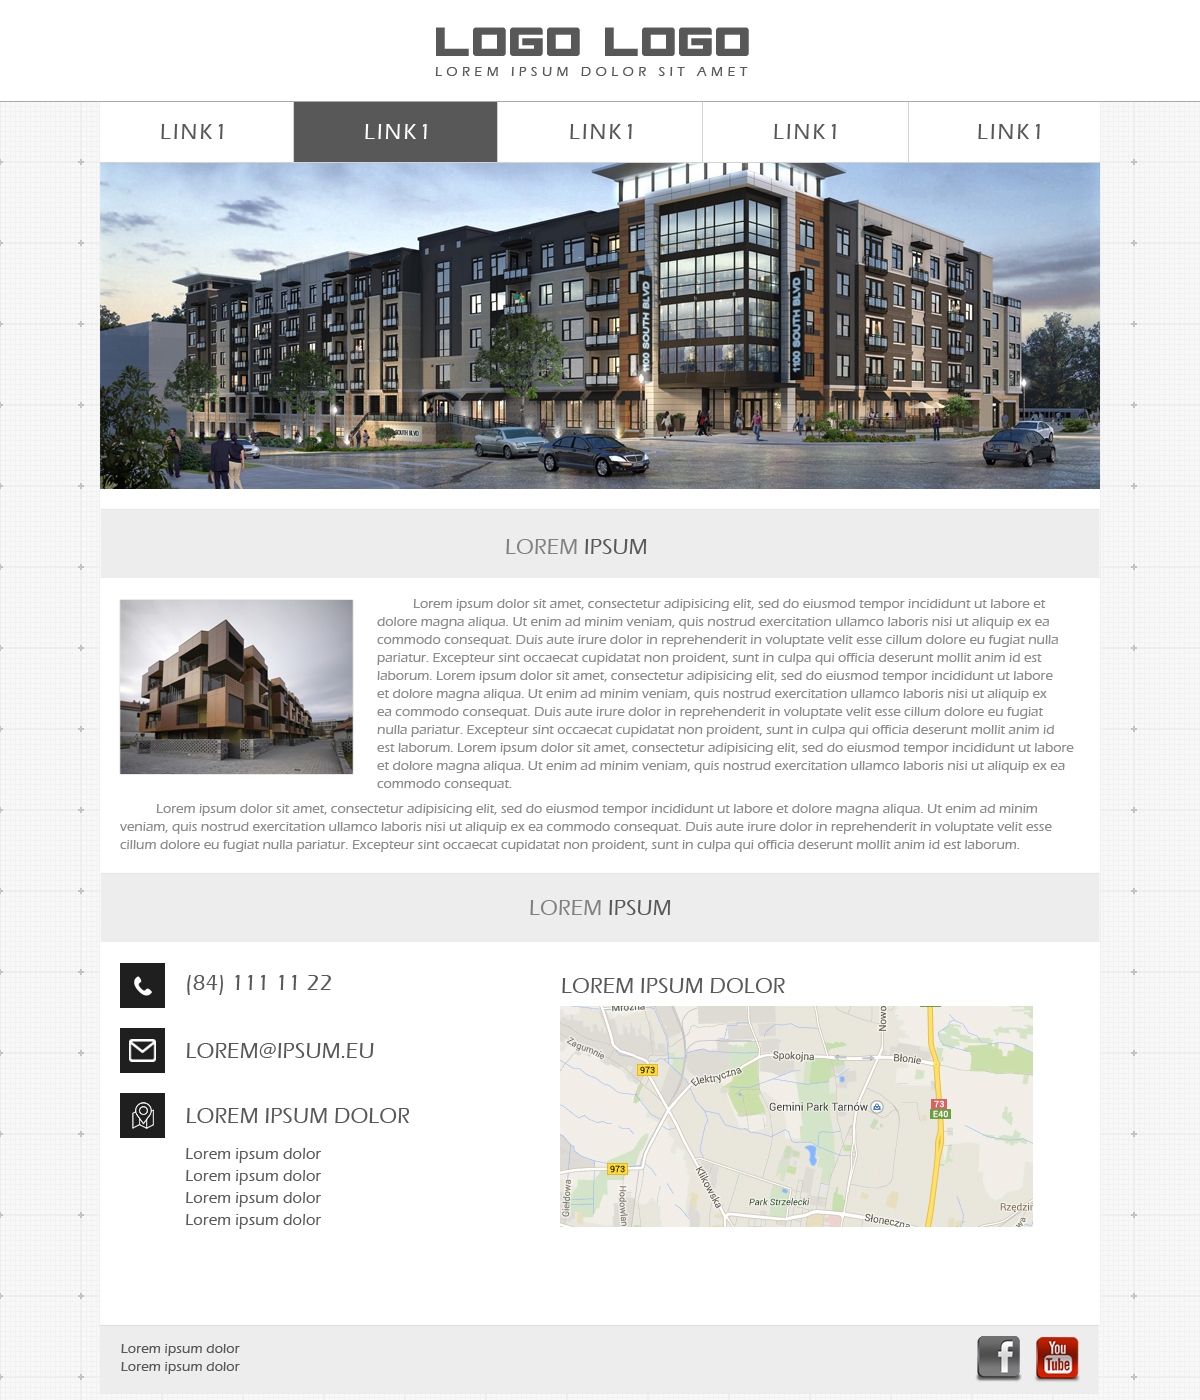 LOGO LOGO
LOREM IPSUM DOLOR SIT AMET
LINK1 LINK1 LINK1 LINK1 LINK1
1100 SOUTH BLVD
1100 SOUTH BLVD
SOUTH BLVD
LOREM IPSUM
Lorem ipsum dolor sit amet, consectetur adipisicing elit, sed do eiusmod tempor incididunt ut labore et
dolore magna aliqua. Ut enim ad minim veniam, quis nostrud exercitation ullamco laboris nisi ut aliquip ex ea
commodo consequat. Duis aute irure dolor in reprehenderit in voluptate velit esse cillum dolore eu fugiat nulla
pariatur. Excepteur sint occaecat cupidatat non proident, sunt in culpa qui officia deserunt mollit anim id est
laborum. Lorem ipsum dolor sit amet, consectetur adipisicing elit, sed do eiusmod tempor incididunt ut labore
et dolore magna aliqua. Ut enim ad minim veniam, quis nostrud exercitation ullamco laboris nisi ut aliquip ex
ea commodo consequat. Duis aute irure dolor in reprehenderit in voluptate velit esse cillum dolore eu fugiat
nulla pariatur. Excepteur sint occaecat cupidatat non proident, sunt in culpa qui officia deserunt mollit anim id
est laborum. Lorem ipsum dolor sit amet, consectetur adipisicing elit, sed do eiusmod tempor incididunt ut labore
et dolore magna aliqua. Ut enim ad minim veniam, quis nostrud exercitation ullamco laboris nisi ut aliquip ex ea
commodo consequat.
Lorem ipsum dolor sit amet, consectetur adipisicing elit, sed do eiusmod tempor incididunt ut labore et dolore magna aliqua. Ut enim ad minim
veniam, quis nostrud exercitation ullamco laboris nisi ut aliquip ex ea commodo consequat. Duis aute irure dolor in reprehenderit in voluptate velit esse
cillum dolore eu fugiat nulla pariatur. Excepteur sint occaecat cupidatat non proident, sunt in culpa qui officia deserunt mollit anim id est laborum.
LOREM IPSUM
(84) 111 11 22
LOREM@IPSUM.EU
LOREM IPSUM DOLOR
Lorem ipsum dolor
Lorem ipsum dolor
Lorem ipsum dolor
Lorem ipsum dolor
LOREM IPSUM DOLOR
Mroźna
Nowo
Zagumnie
Spokojna
Błonie
973
Elektryczna
Gemini Park Tarnów
73
E40
973
Klikowska
Giełdowa
Hodowlan
Park Strzelecki
Słoneczna
Rzędzin
Lorem ipsum dolor
Lorem ipsum dolor
f
You
Tube